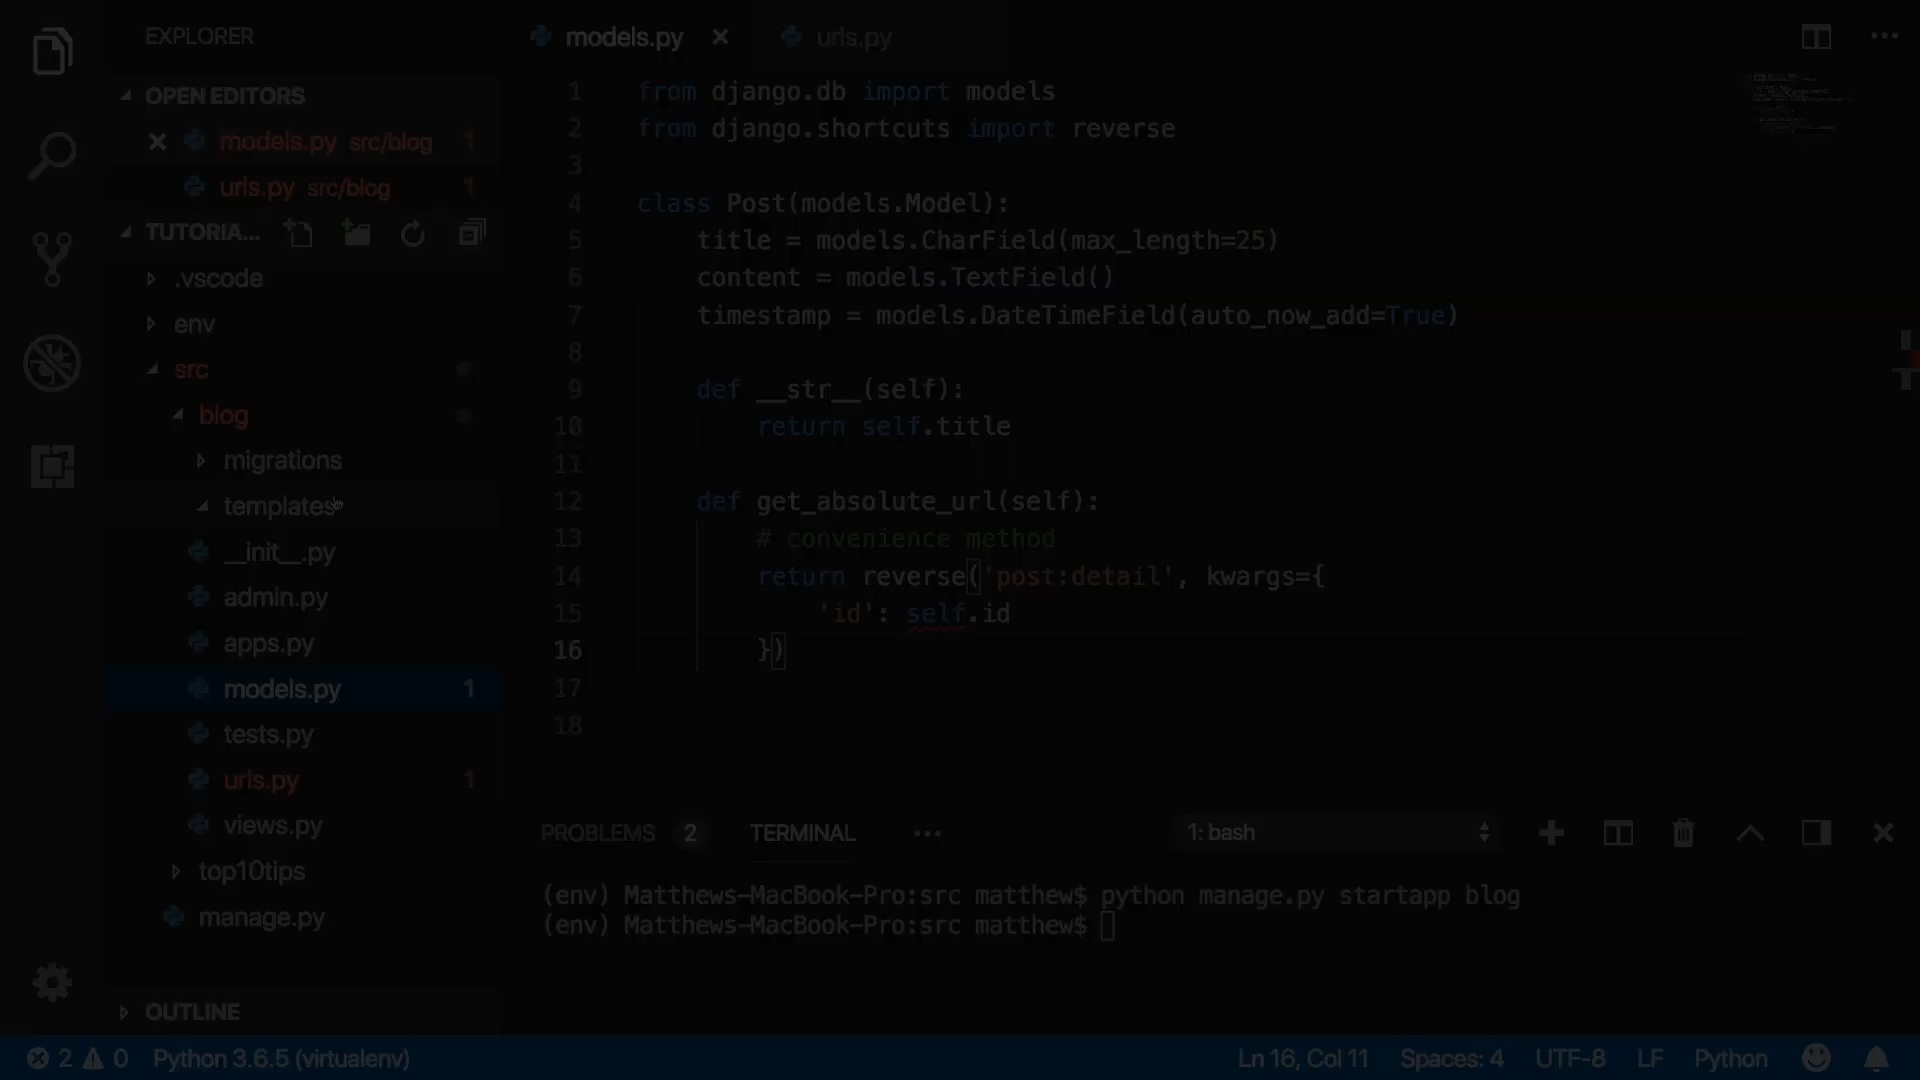 EXPLORER
OPEN EDITORS
models.py src/blog 1
urls.py src/blog 1
TUTORIA...
.vscode
env
src
blog
migrations
templates
__init__.py
admin.py
apps.py
models.py 1
tests.py
urls.py 1
views.py
top10tips
manage.py
OUTLINE
models.py urls.py
1 from django.db import models
2 from django.shortcuts import reverse
3
4 class Post(models.Model):
5 title = models.CharField(max_length=25)
6 content = models.TextField()
7 timestamp = models.DateTimeField(auto_now_add=True)
8
9 def __str__(self):
10 return self.title
11
12 def get_absolute_url(self):
13 # convenience method
14 return reverse('post:detail', kwargs={
15 'id': self.id
16 })
17
18
PROBLEMS 2 TERMINAL ... 1: bash
(env) Matthews-MacBook-Pro:src matthew$ python manage.py startapp blog
(env) Matthews-MacBook-Pro:src matthew$
2 0 Python 3.6.5 (virtualenv) Ln 16, Col 11 Spaces: 4 UTF-8 LF Python